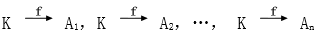 K —f→ A₁, K —f→ A₂, …, K —f→ Aₙ